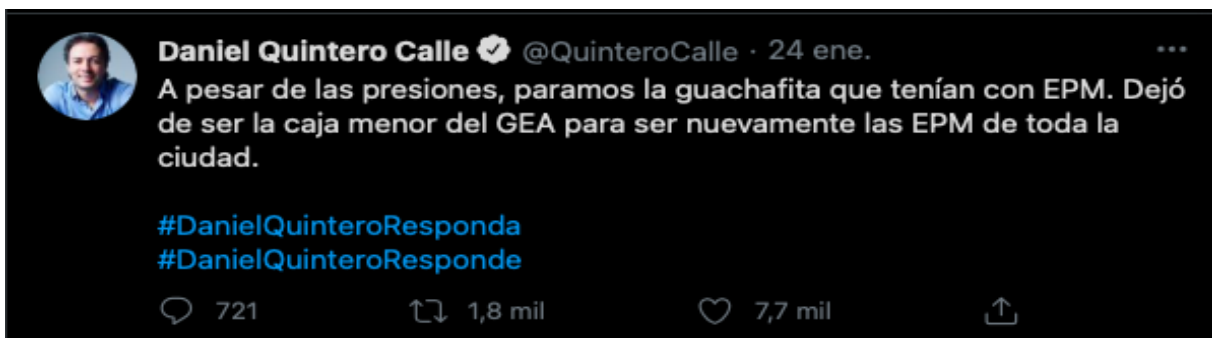 Daniel Quintero Calle @QuinteroCalle · 24 ene.
A pesar de las presiones, paramos la guachafita que tenían con EPM. Dejó
de ser la caja menor del GEA para ser nuevamente las EPM de toda la
ciudad.
#DanielQuinteroResponda
#DanielQuinteroResponde
721 1,8 mil 7,7 mil